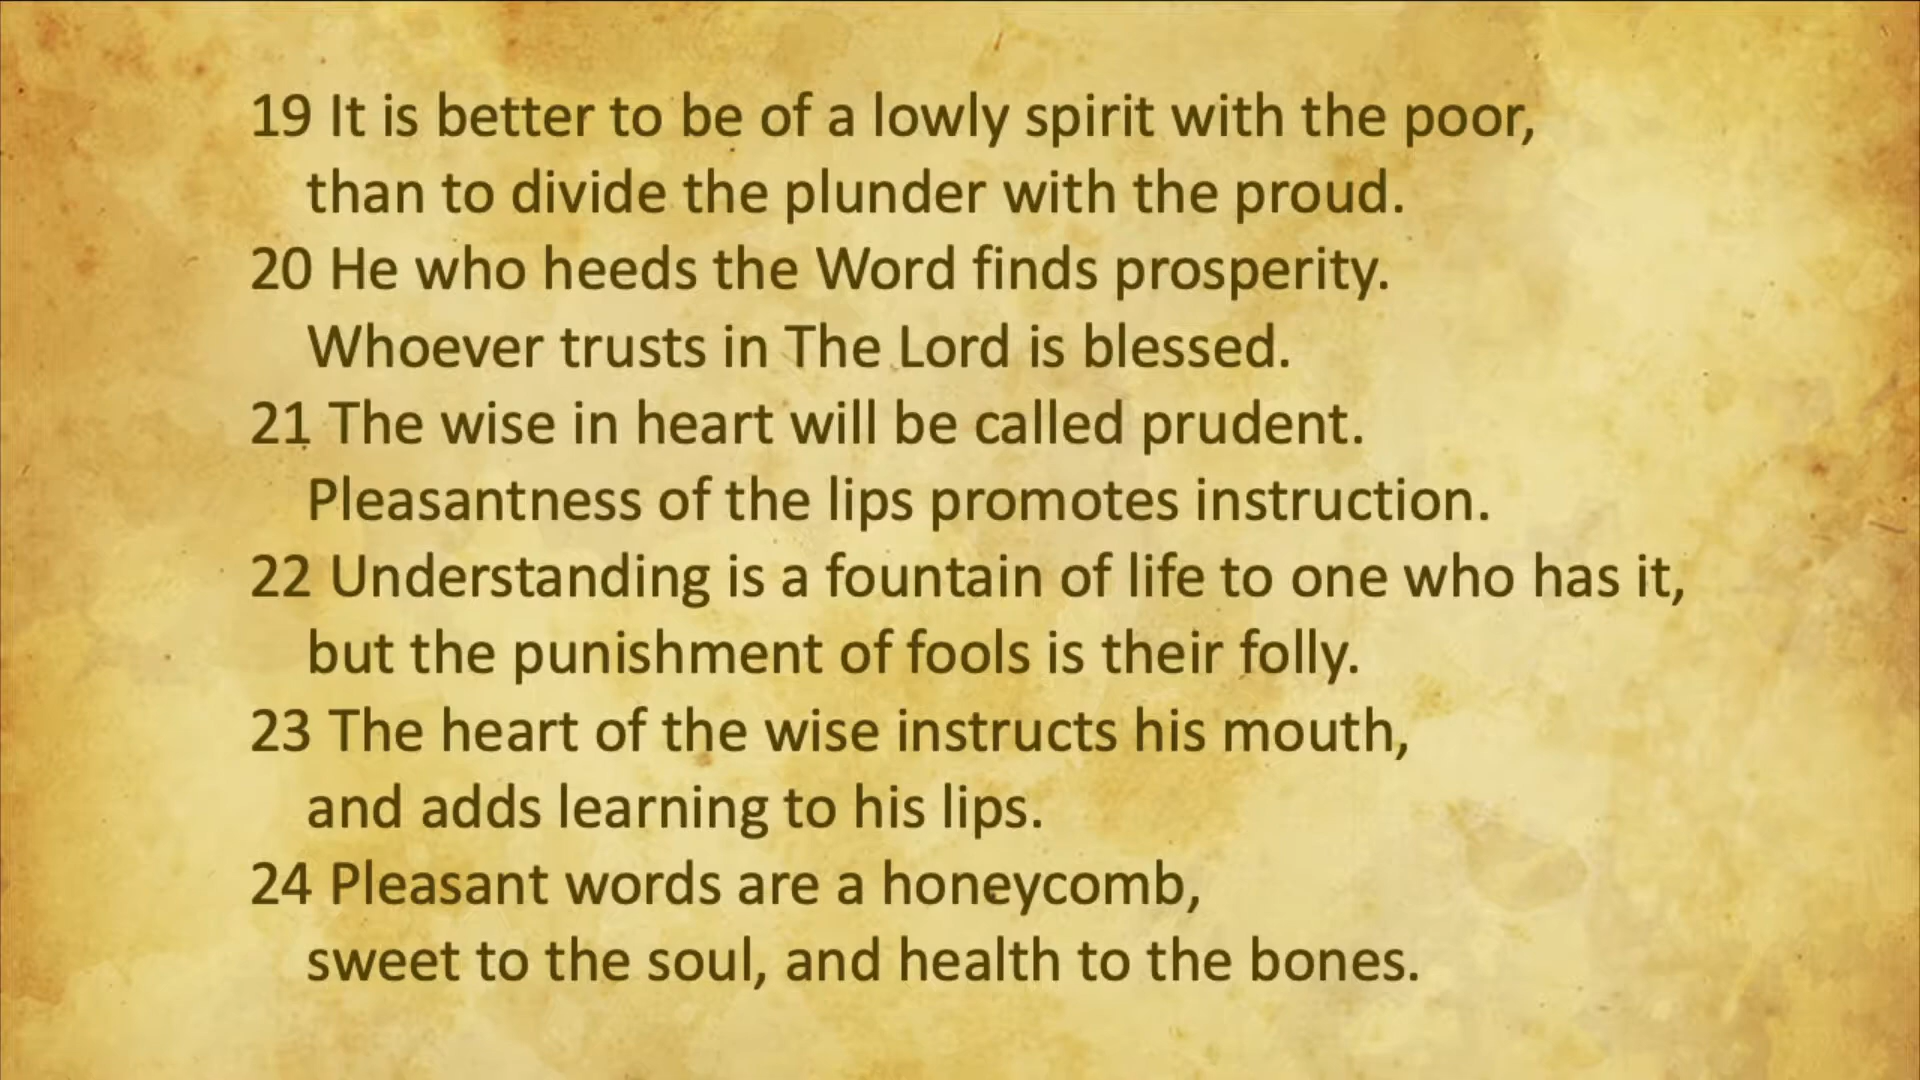 19 It is better to be of a lowly spirit with the poor,
than to divide the plunder with the proud.
20 He who heeds the Word finds prosperity.
Whoever trusts in The Lord is blessed.
21 The wise in heart will be called prudent.
Pleasantness of the lips promotes instruction.
22 Understanding is a fountain of life to one who has it,
but the punishment of fools is their folly.
23 The heart of the wise instructs his mouth,
and adds learning to his lips.
24 Pleasant words are a honeycomb,
sweet to the soul, and health to the bones.